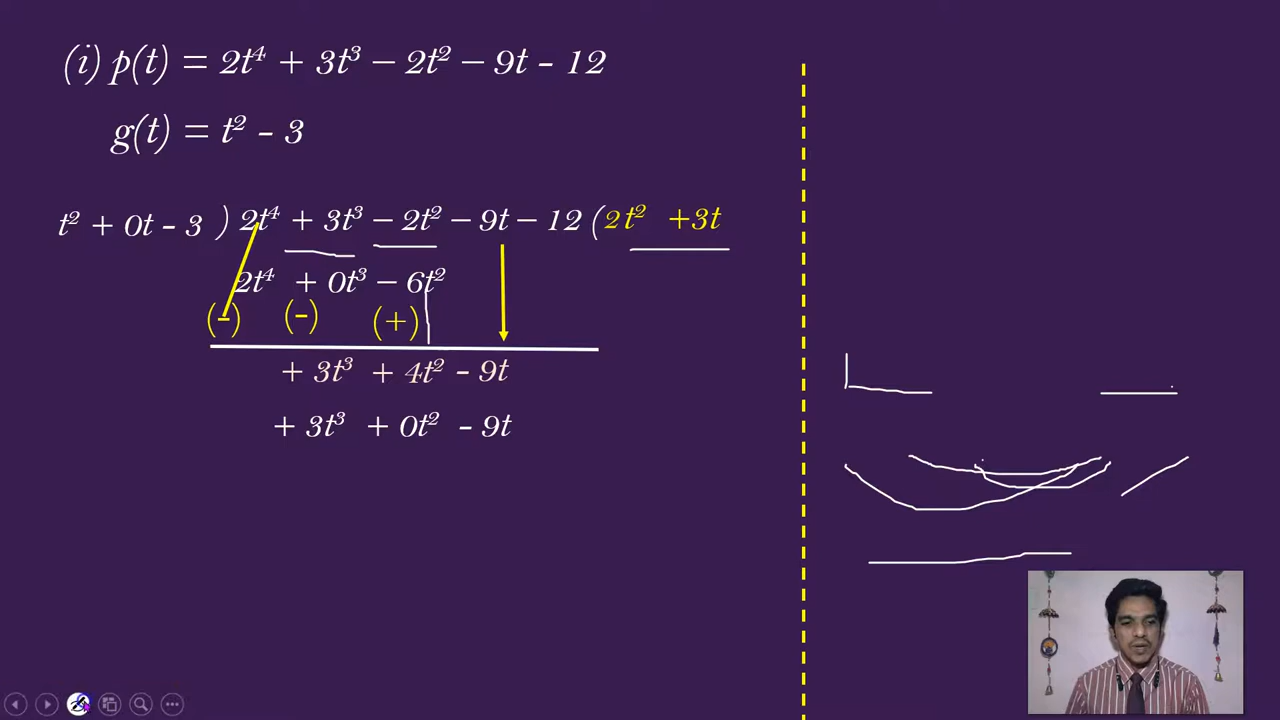 (i) p(t) = 2t⁴ + 3t³ – 2t² – 9t - 12
g(t) = t² - 3
t² + 0t - 3 ) 2t⁴ + 3t³ – 2t² – 9t – 12 ( 2t² +3t
2t⁴ + 0t³ – 6t²
(-) (-) (+)
+ 3t³ + 4t² - 9t
+ 3t³ + 0t² - 9t